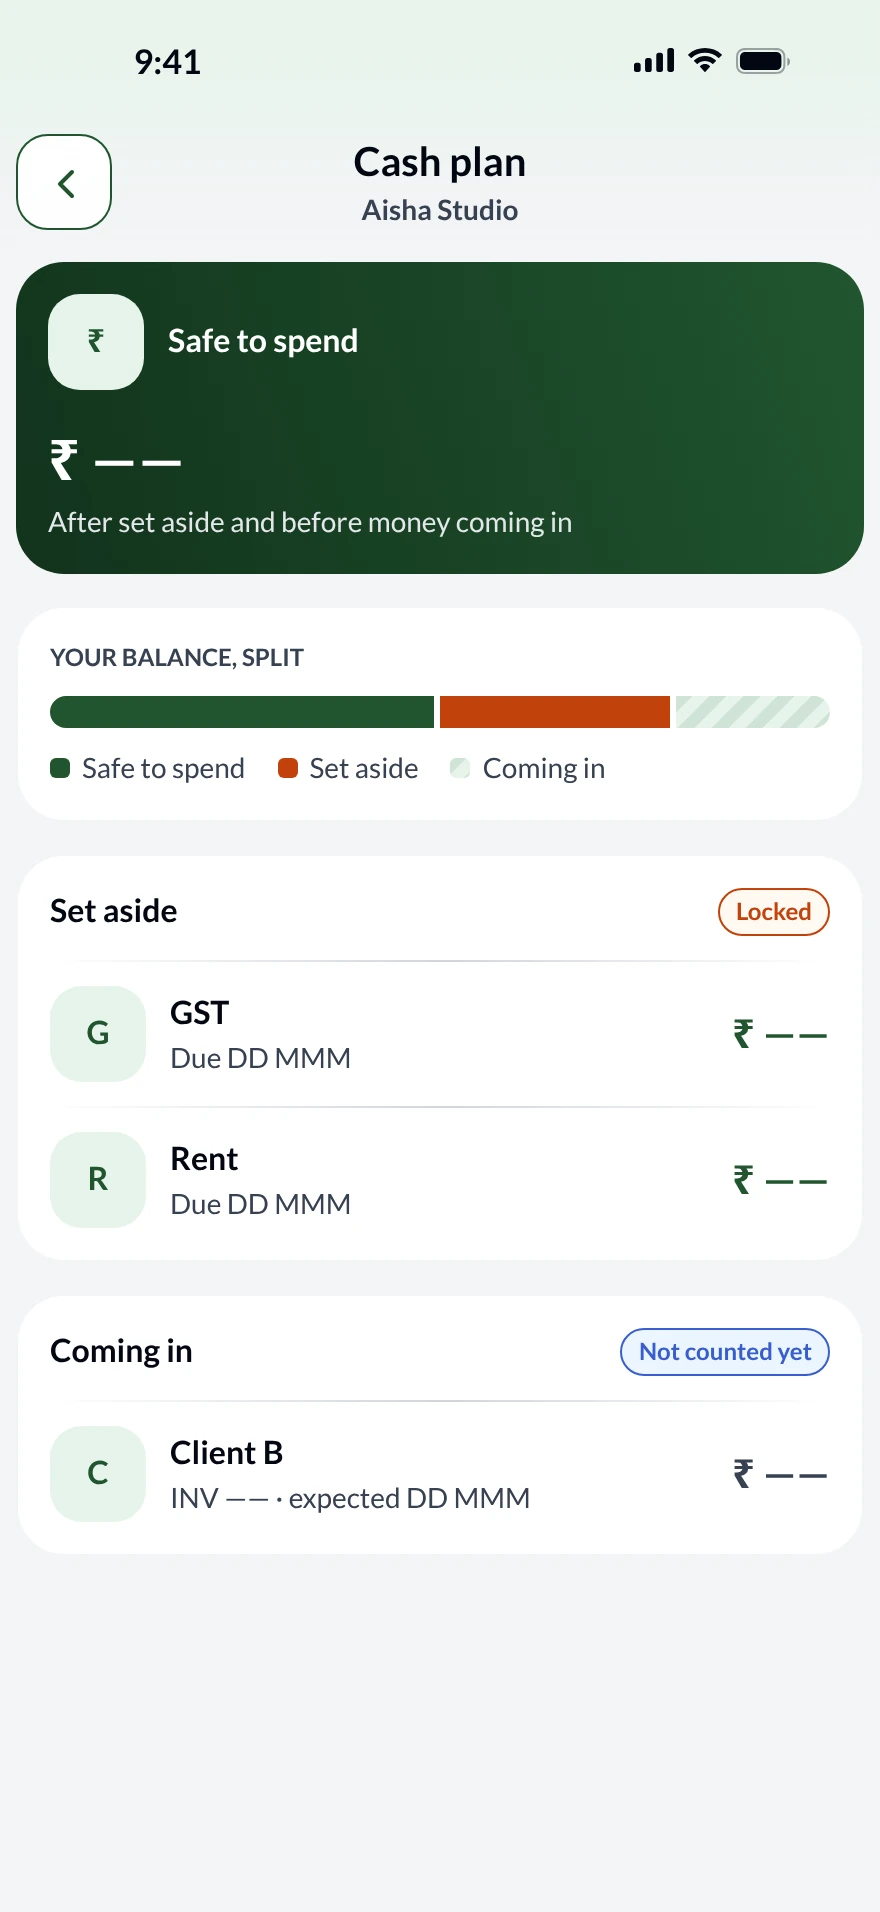 9:41
Cash plan
Aisha Studio
₹
Safe to spend
₹ ——
After set aside and before money coming in
YOUR BALANCE, SPLIT
Safe to spend
Set aside
Coming in
Set aside
Locked
G
GST
Due DD MMM
₹ ——
R
Rent
Due DD MMM
₹ ——
Coming in
Not counted yet
C
Client B
INV —— · expected DD MMM
₹ ——